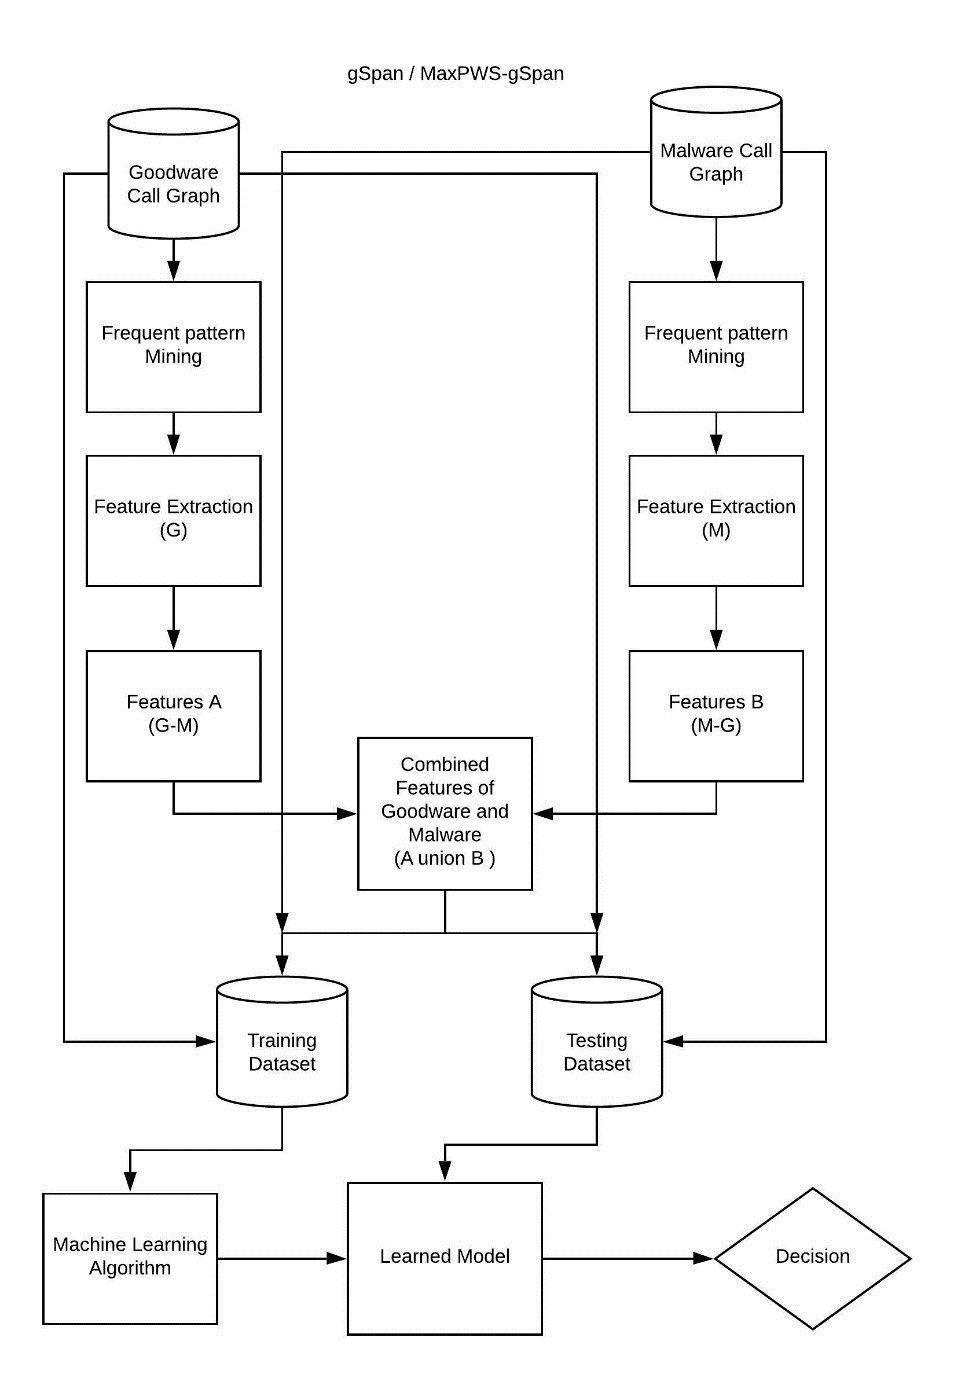 gSpan / MaxPWS-gSpan
Goodware
Call Graph
Malware Call
Graph
Frequent pattern
Mining
Frequent pattern
Mining
Feature Extraction
(G)
Feature Extraction
(M)
Features A
(G-M)
Features B
(M-G)
Combined
Features of
Goodware and
Malware
(A union B )
Training
Dataset
Testing
Dataset
Machine Learning
Algorithm
Learned Model
Decision